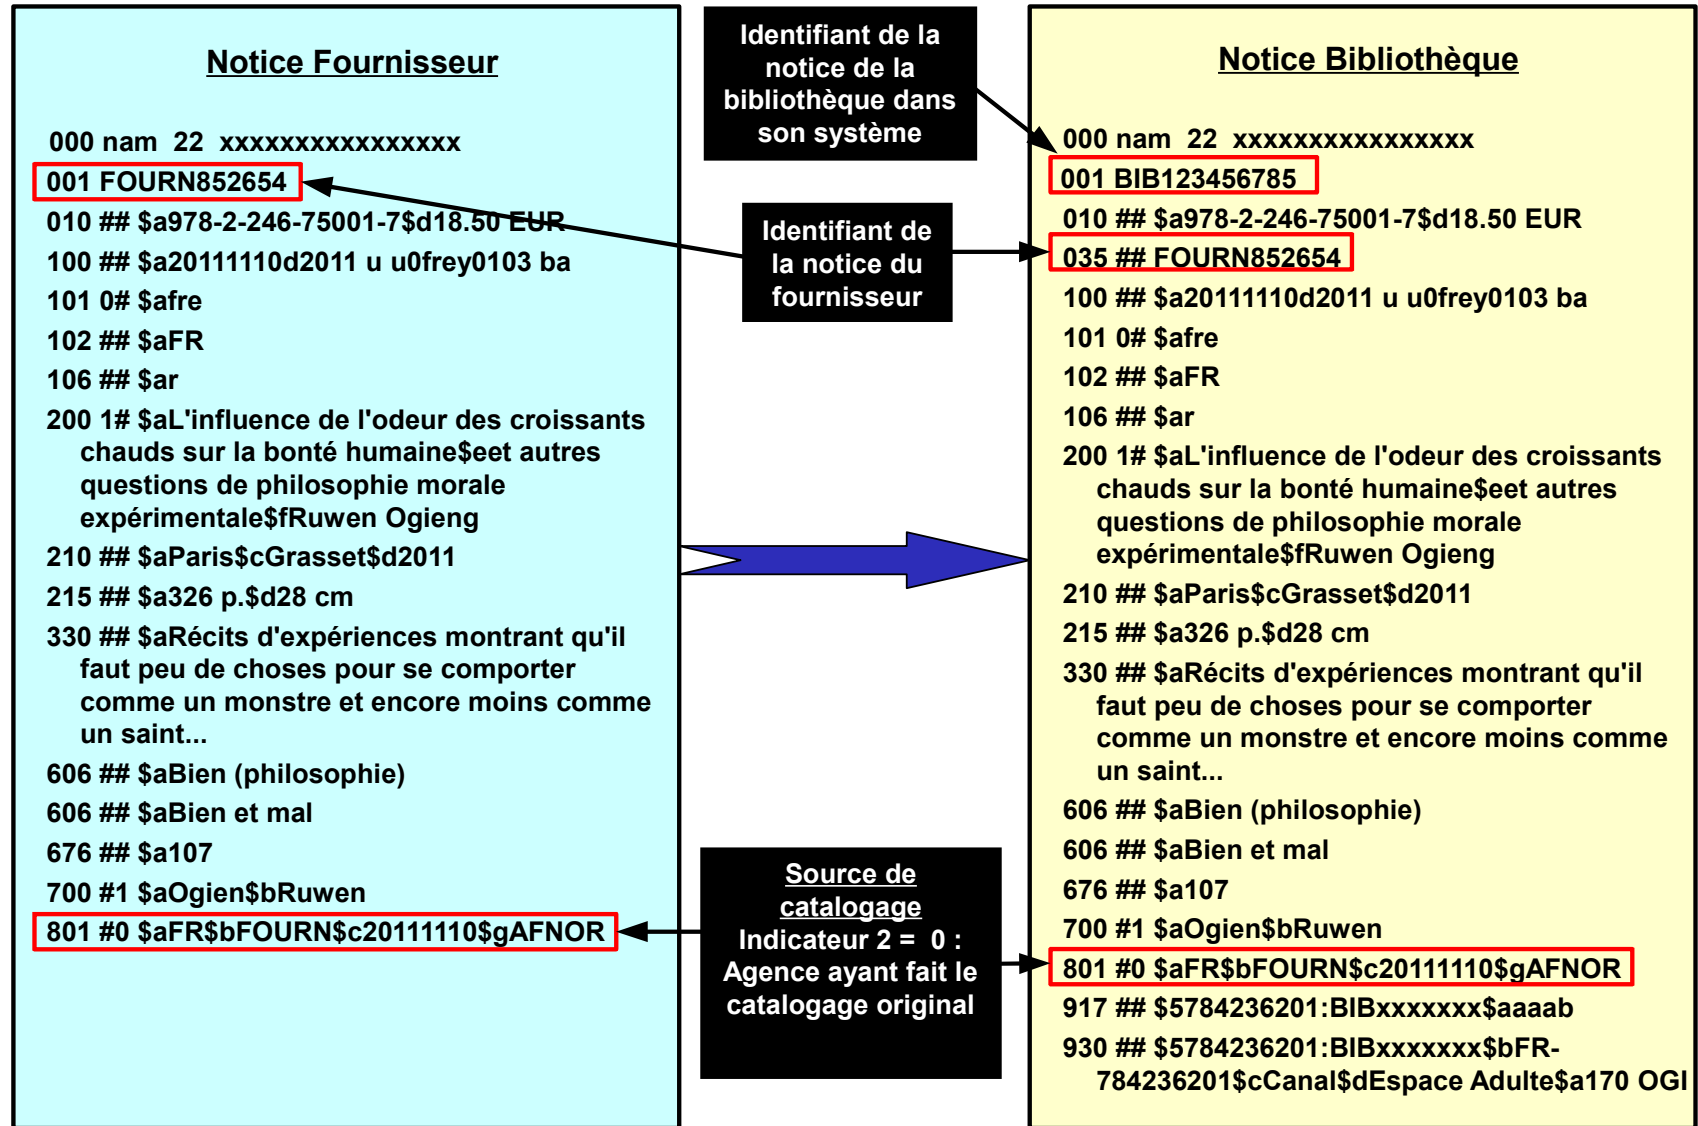 Notice Fournisseur
000 nam  22  xxxxxxxxxxxxxxxx
001 FOURN852654
010 ## $a978-2-246-75001-7$d18.50 EUR
100 ## $a20111110d2011 u u0frey0103 ba
101 0# $afre
102 ## $aFR
106 ## $ar
200 1# $aL'influence de l'odeur des croissants
chauds sur la bonté humaine$eet autres
questions de philosophie morale
expérimentale$fRuwen Ogieng
210 ## $aParis$cGrasset$d2011
215 ## $a326 p.$d28 cm
330 ## $aRécits d'expériences montrant qu'il
faut peu de choses pour se comporter
comme un monstre et encore moins comme
un saint...
606 ## $aBien (philosophie)
606 ## $aBien et mal
676 ## $a107
700 #1 $aOgien$bRuwen
801 #0 $aFR$bFOURN$c20111110$gAFNOR
Identifiant de la
notice de la
bibliothèque dans
son système
Identifiant de
la notice du
fournisseur
Source de
catalogage
Indicateur 2 =  0 :
Agence ayant fait le
catalogage original
Notice Bibliothèque
000 nam  22  xxxxxxxxxxxxxxxx
001 BIB123456785
010 ## $a978-2-246-75001-7$d18.50 EUR
035 ## FOURN852654
100 ## $a20111110d2011 u u0frey0103 ba
101 0# $afre
102 ## $aFR
106 ## $ar
200 1# $aL'influence de l'odeur des croissants
chauds sur la bonté humaine$eet autres
questions de philosophie morale
expérimentale$fRuwen Ogieng
210 ## $aParis$cGrasset$d2011
215 ## $a326 p.$d28 cm
330 ## $aRécits d'expériences montrant qu'il
faut peu de choses pour se comporter
comme un monstre et encore moins comme
un saint...
606 ## $aBien (philosophie)
606 ## $aBien et mal
676 ## $a107
700 #1 $aOgien$bRuwen
801 #0 $aFR$bFOURN$c20111110$gAFNOR
917 ## $5784236201:BIBxxxxxxx$aaaab
930 ## $5784236201:BIBxxxxxxx$bFR-
784236201$cCanal$dEspace Adulte$a170 OGI